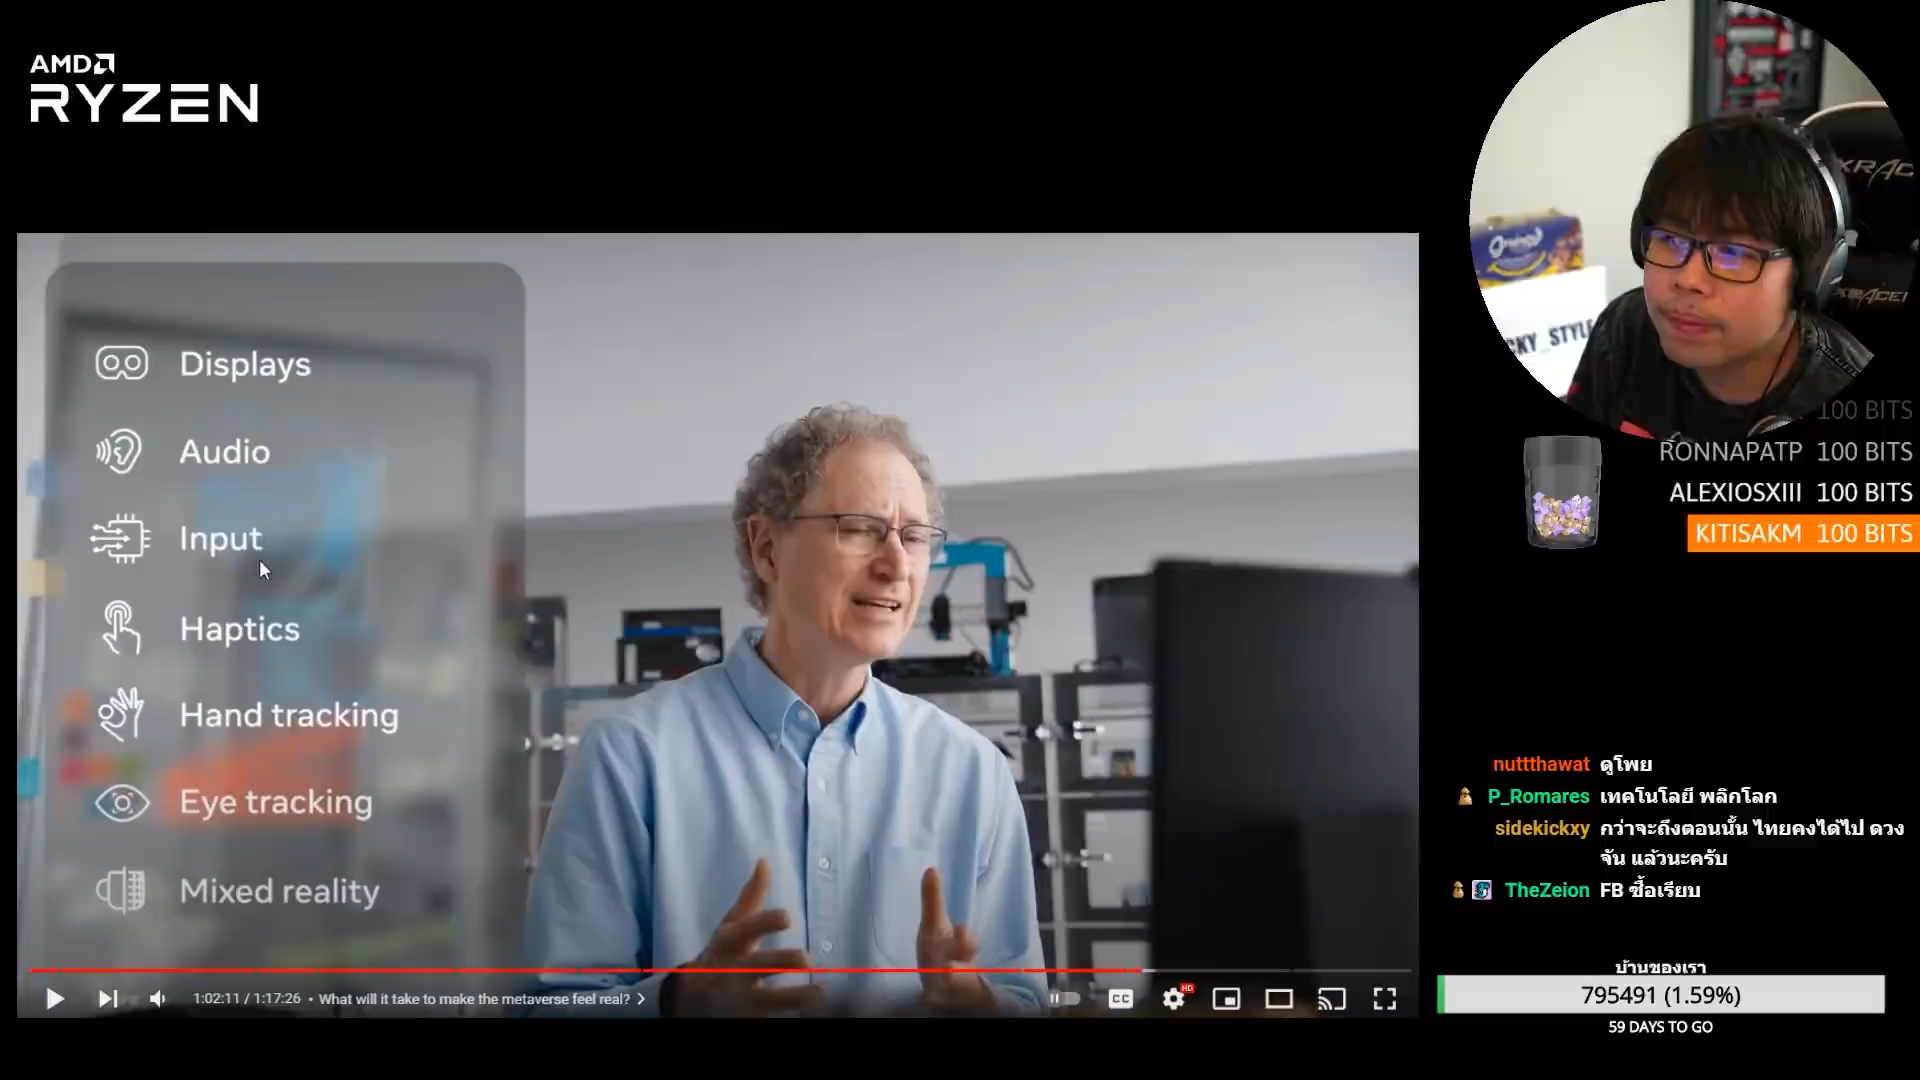 AMD
RYZEN
Displays
Audio
Input
Haptics
Hand tracking
Eye tracking
Mixed reality
1:02:11 / 1:17:26 • What will it take to make the metaverse feel real?
CC
HD
CKY_STYLE
100 BITS
RONNAPATP 100 BITS
ALEXIOSXIII 100 BITS
KITISAKM 100 BITS
nuttthawat ดูโพย
P_Romares เทคโนโลยี พลิกโลก
sidekickxy กว่าจะถึงตอนนั้น ไทยคงได้ไป ดวง
จัน แล้วนะครับ
TheZeion FB ซื้อเรียบ
บ้านของเรา
795491 (1.59%)
59 DAYS TO GO